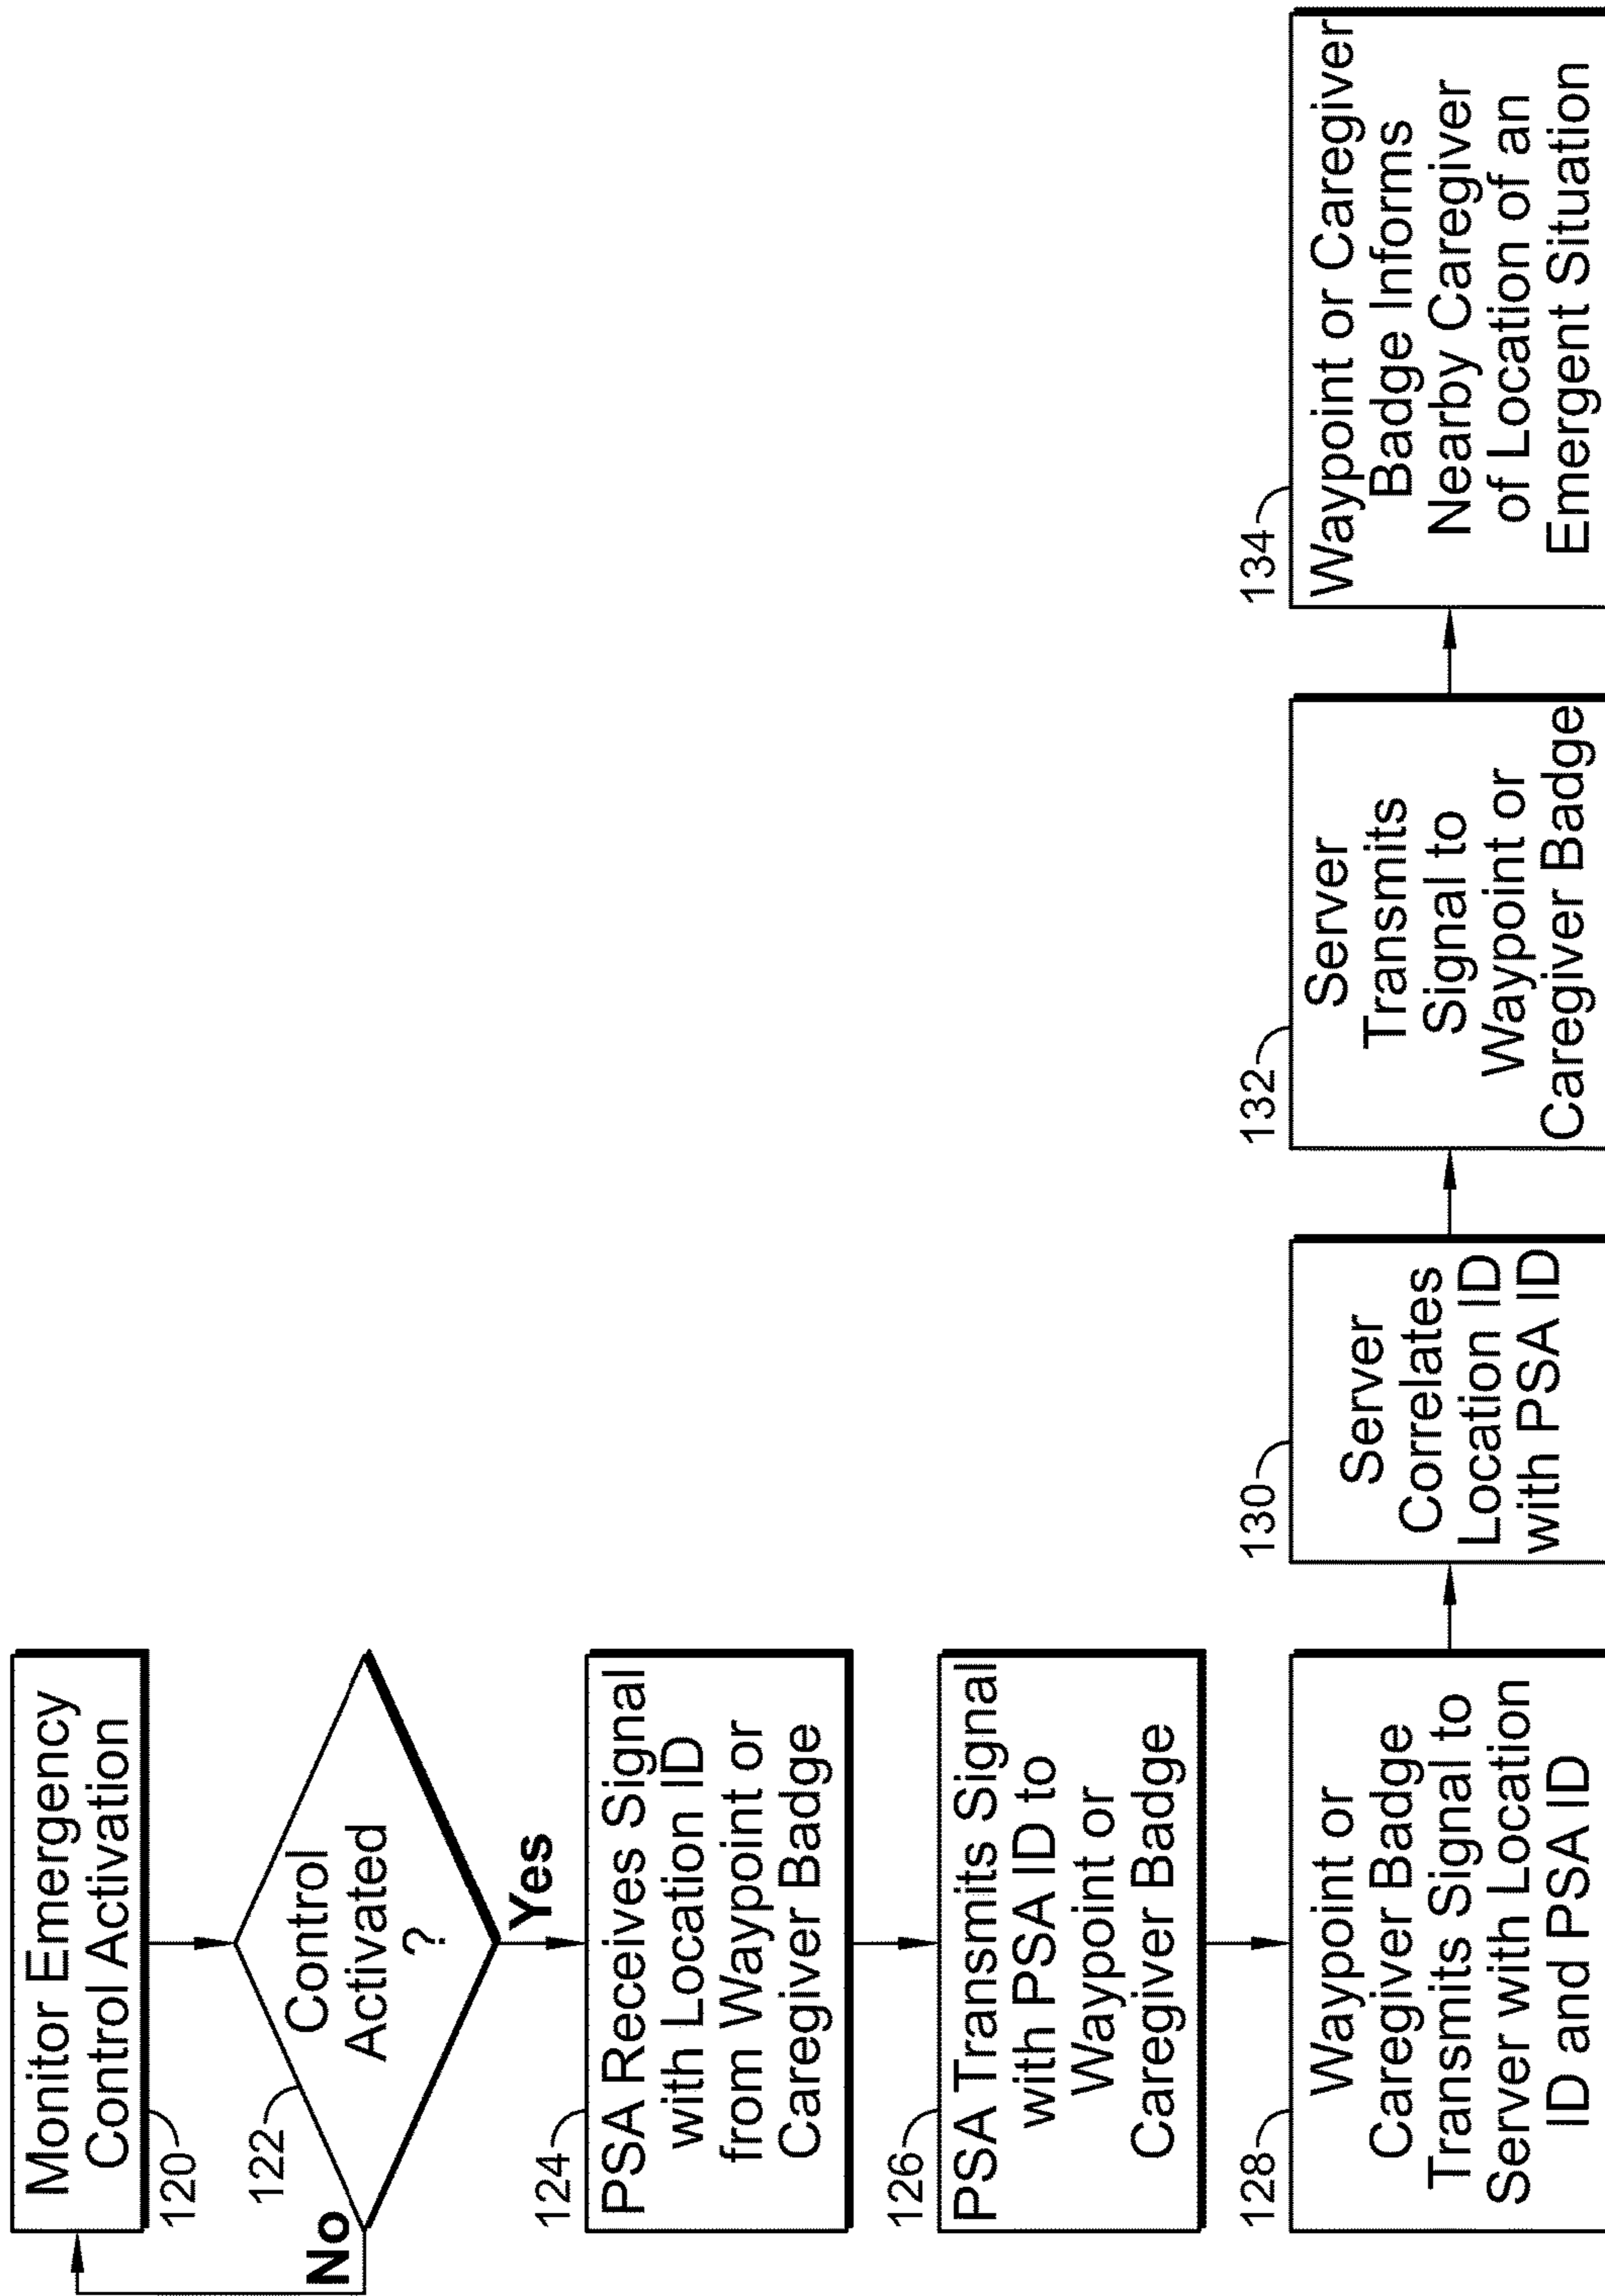 Monitor Emergency
Control Activation
120
122
Control
Activated
?
No
Yes
124
PSA Receives Signal
with Location ID
from Waypoint or
Caregiver Badge
126
PSA Transmits Signal
with PSA ID to
Waypoint or
Caregiver Badge
128
Waypoint or
Caregiver Badge
Transmits Signal to
Server with Location
ID and PSA ID
130
Server
Correlates
Location ID
with PSA ID
132
Server
Transmits
Signal to
Waypoint or
Caregiver Badge
134
Waypoint or Caregiver
Badge Informs
Nearby Caregiver
of Location of an
Emergent Situation